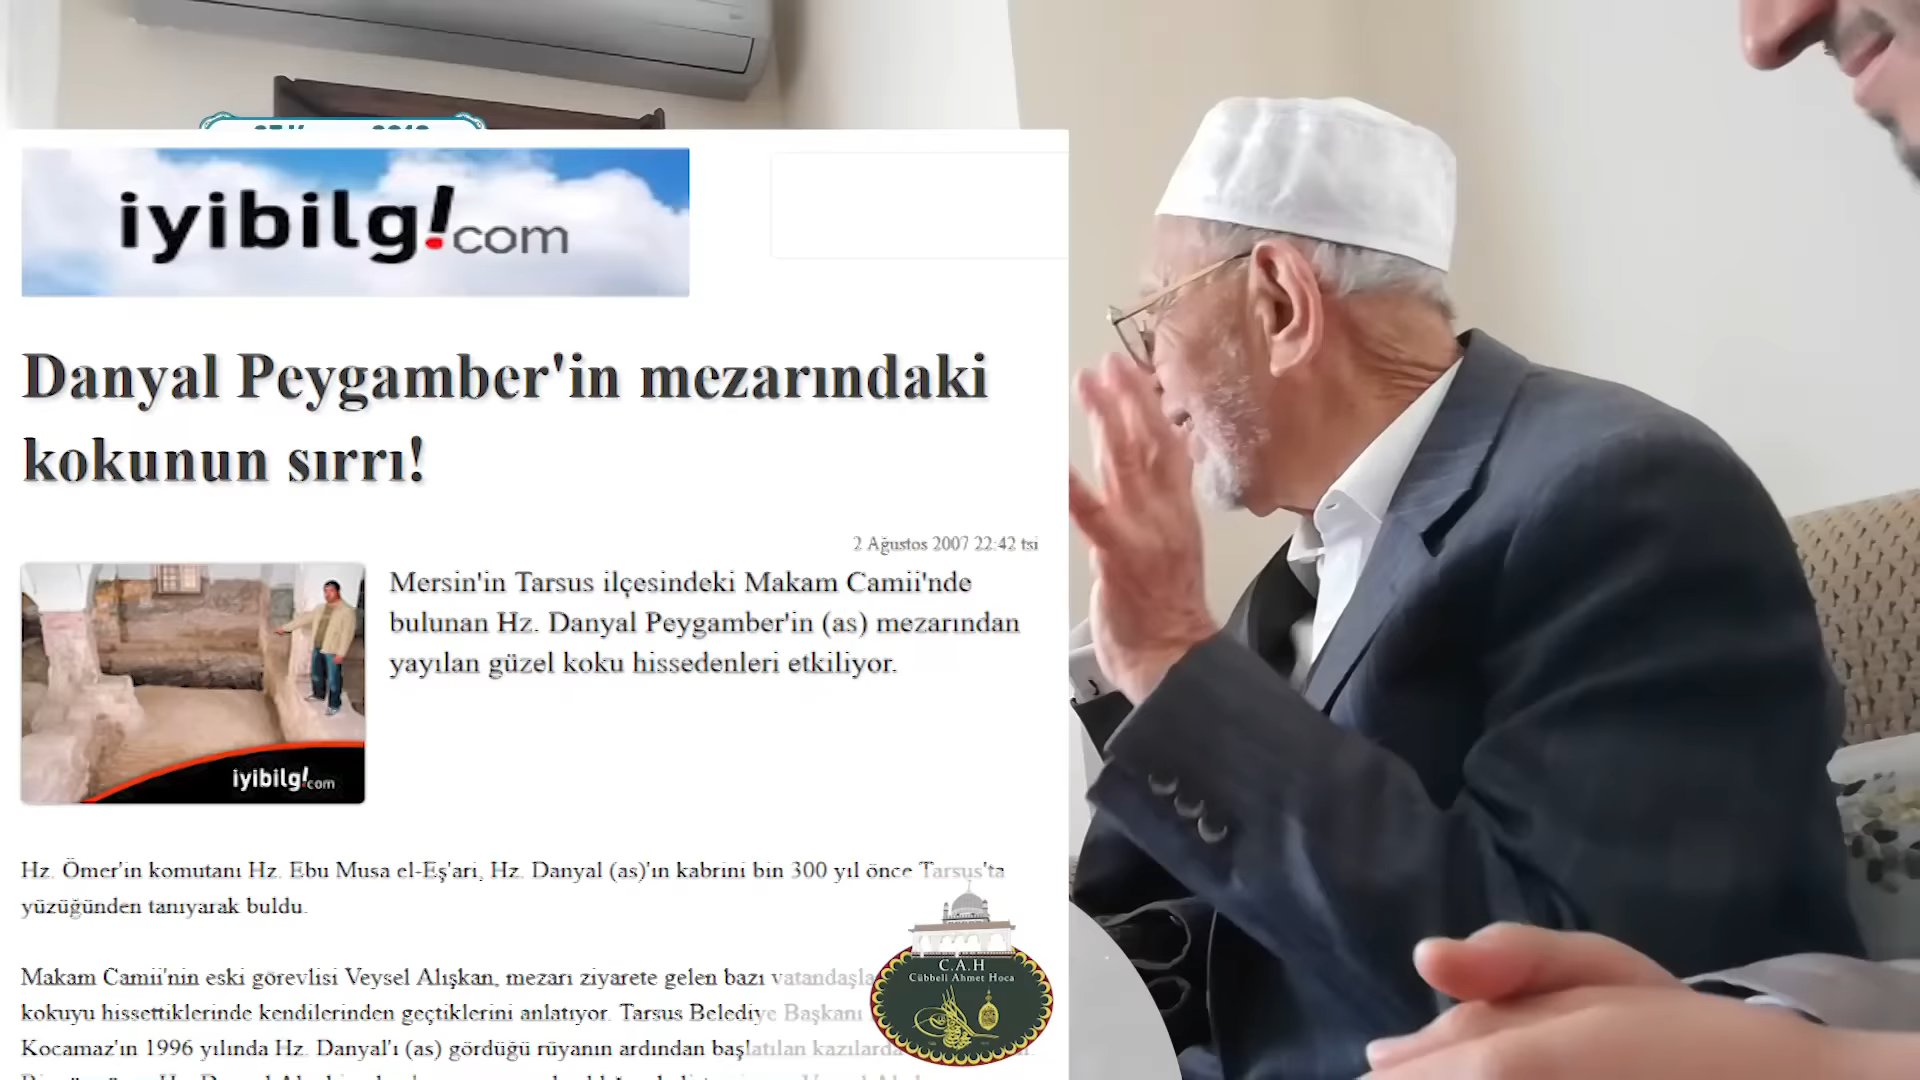 iyibilg!com
Danyal Peygamber'in mezarındaki
kokunun sırrı!
2 Ağustos 2007 22:42 tsi
Mersin'in Tarsus ilçesindeki Makam Camii'nde
bulunan Hz. Danyal Peygamber'in (as) mezarından
yayılan güzel koku hissedenleri etkiliyor.
iyibilg!com
Hz. Ömer'in komutanı Hz. Ebu Musa el-Eş'ari, Hz. Danyal (as)'ın kabrini bin 300 yıl önce Tarsus'ta
yüzüğünden tanıyarak buldu.
Makam Camii'nin eski görevlisi Veysel Alışkan, mezarı ziyarete gelen bazı vatandaşla
kokuyu hissettiklerinde kendilerinden geçtiklerini anlatıyor. Tarsus Belediye Başkanı
Kocamaz'ın 1996 yılında Hz. Danyal'ı (as) gördüğü rüyanın ardından başlatılan kazılarda
C.A.H
Cübbeli Ahmet Hoca